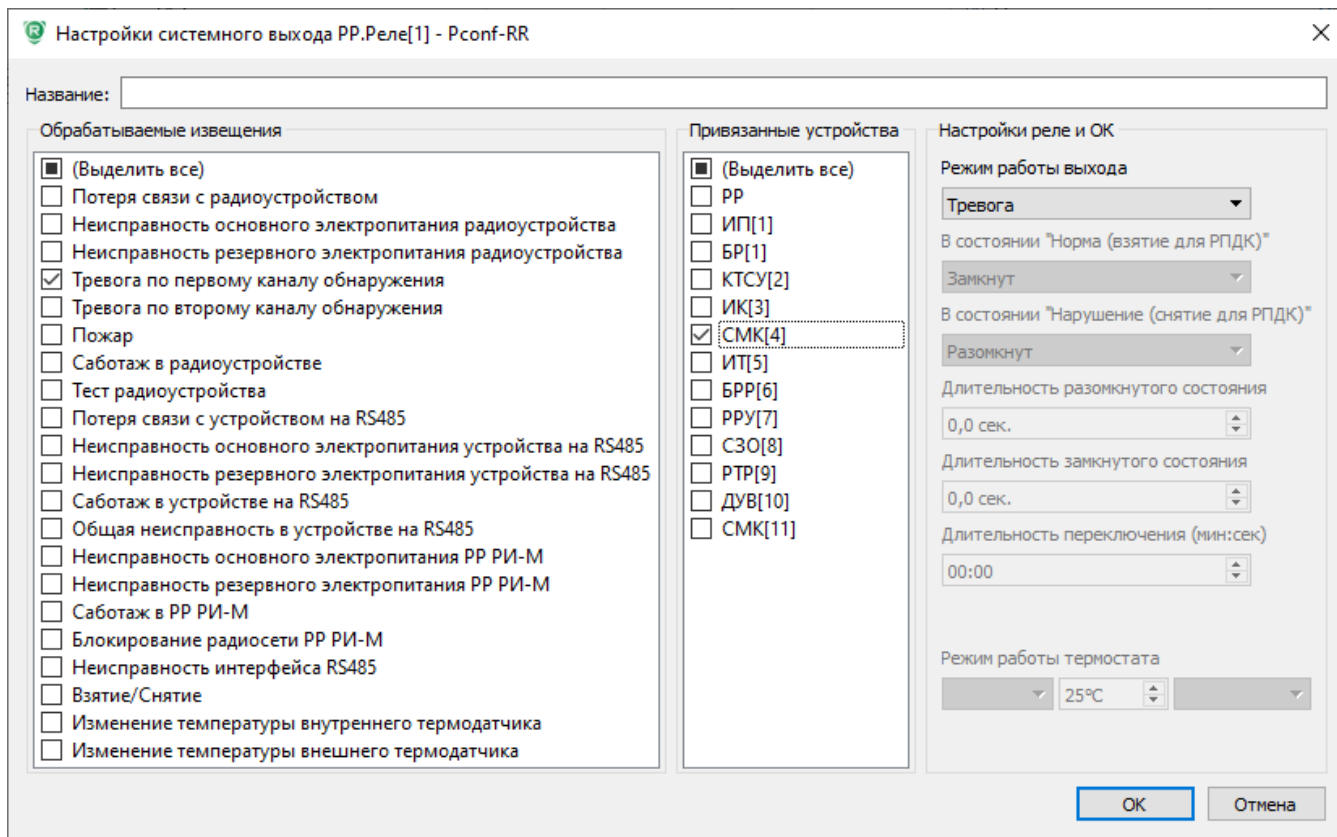 Настройки системного выхода РР.Реле[1] - Pconf-RR
Название:
Обрабатываемые извещения
(Выделить все)
Потеря связи с радиоустройством
Неисправность основного электропитания радиоустройства
Неисправность резервного электропитания радиоустройства
Тревога по первому каналу обнаружения
Тревога по второму каналу обнаружения
Пожар
Саботаж в радиоустройстве
Тест радиоустройства
Потеря связи с устройством на RS485
Неисправность основного электропитания устройства на RS485
Неисправность резервного электропитания устройства на RS485
Саботаж в устройстве на RS485
Общая неисправность в устройстве на RS485
Неисправность основного электропитания РР РИ-М
Неисправность резервного электропитания РР РИ-М
Саботаж в РР РИ-М
Блокирование радиосети РР РИ-М
Неисправность интерфейса RS485
Взятие/Снятие
Изменение температуры внутреннего термодатчика
Изменение температуры внешнего термодатчика
Привязанные устройства
(Выделить все)
РР
ИП[1]
БР[1]
КТСУ[2]
ИК[3]
СМК[4]
ИТ[5]
БРР[6]
РРУ[7]
СЗО[8]
РТР[9]
ДУВ[10]
СМК[11]
Настройки реле и ОК
Режим работы выхода
Тревога
В состоянии "Норма (взятие для РПДК)"
Замкнут
В состоянии "Нарушение (снятие для РПДК)"
Разомкнут
Длительность разомкнутого состояния
0,0 сек.
Длительность замкнутого состояния
0,0 сек.
Длительность переключения (мин:сек)
00:00
Режим работы термостата
25°C
ОК
Отмена